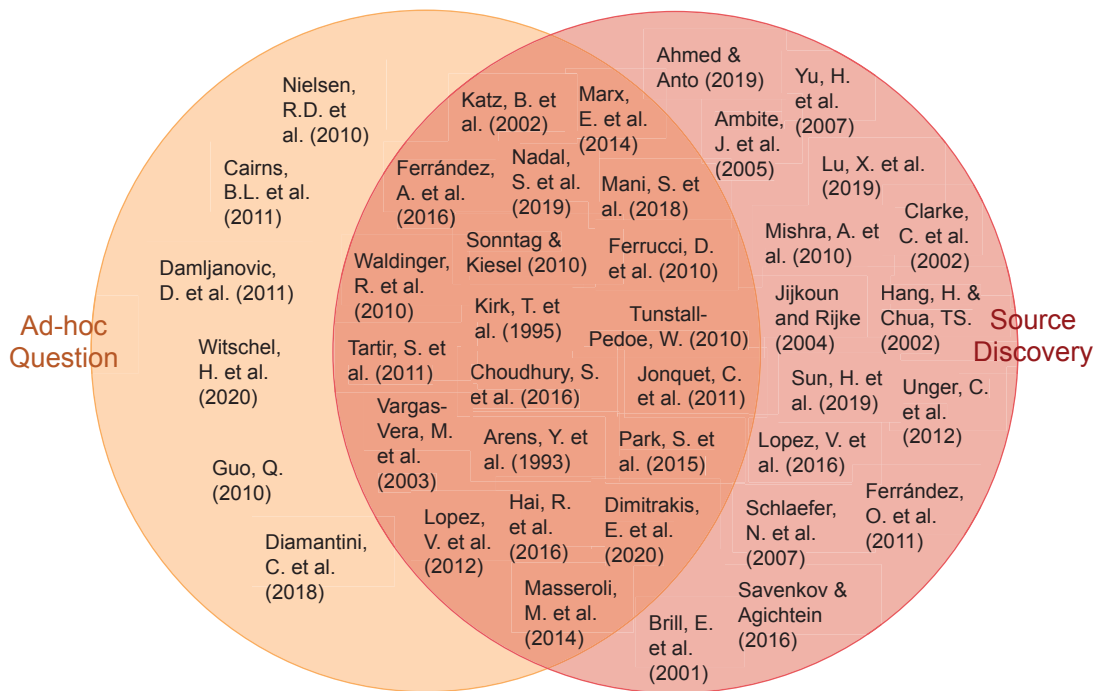 Ad-hoc
Question
Nielsen,
R.D. et
al. (2010)
Cairns,
B.L. et al.
(2011)
Damljanovic,
D. et al. (2011)
Witschel,
H. et al.
(2020)
Guo, Q.
(2010)
Diamantini,
C. et al.
(2018)
Katz, B. et
al. (2002)
Marx,
E. et al.
(2014)
Ferrández,
A. et al.
(2016)
Nadal,
S. et al.
(2019)
Mani, S. et
al. (2018)
Waldinger,
R. et al.
(2010)
Sonntag &
Kiesel (2010)
Ferrucci, D.
et al. (2010)
Kirk, T. et
al. (1995)
Tunstall-
Pedoe, W. (2010)
Tartir, S. et
al. (2011)
Choudhury, S.
et al. (2016)
Jonquet, C.
et al. (2011)
Vargas-
Vera, M.
et al.
(2003)
Arens, Y. et
al. (1993)
Park, S. et
al. (2015)
Lopez,
V. et al.
(2012)
Hai, R.
et al.
(2016)
Dimitrakis,
E. et al.
(2020)
Masseroli,
M. et al.
(2014)
Ahmed &
Anto (2019)
Yu, H.
et al.
(2007)
Ambite,
J. et al.
(2005)
Lu, X. et al.
(2019)
Mishra, A. et
al. (2010)
Clarke,
C. et al.
(2002)
Jijkoun
and Rijke
(2004)
Hang, H. &
Chua, TS.
(2002)
Sun, H. et
al. (2019)
Unger, C.
et al.
(2012)
Lopez, V. et
al. (2016)
Schlaefer,
N. et al.
(2007)
Ferrández,
O. et al.
(2011)
Savenkov &
Agichtein
(2016)
Brill, E.
et al.
(2001)
Source
Discovery